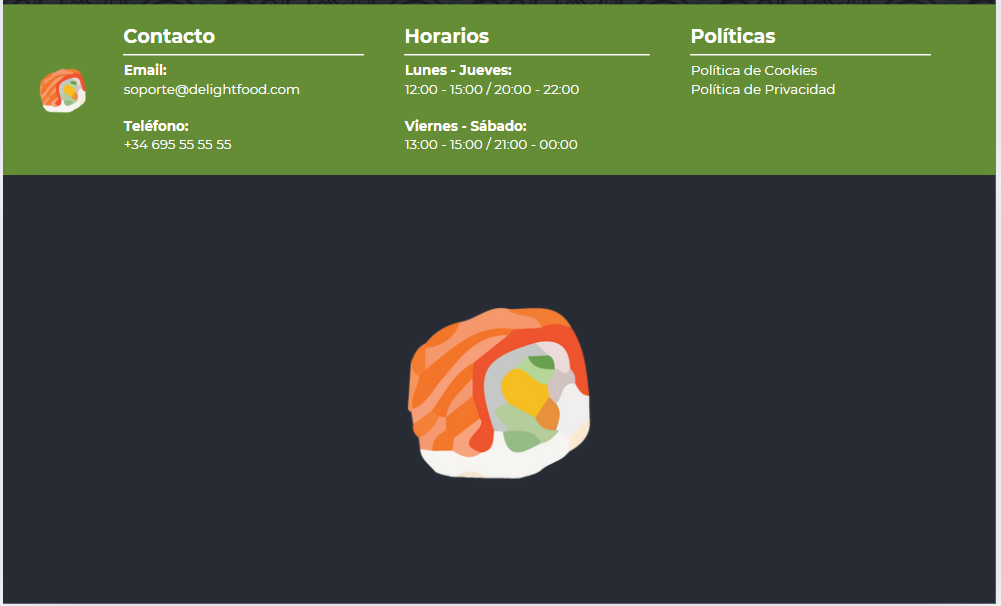 Contacto
Email:
soporte@delightfood.com
Teléfono:
+34 695 55 55 55
Horarios
Lunes - Jueves:
12:00 - 15:00 / 20:00 - 22:00
Viernes - Sábado:
13:00 - 15:00 / 21:00 - 00:00
Políticas
Política de Cookies
Política de Privacidad